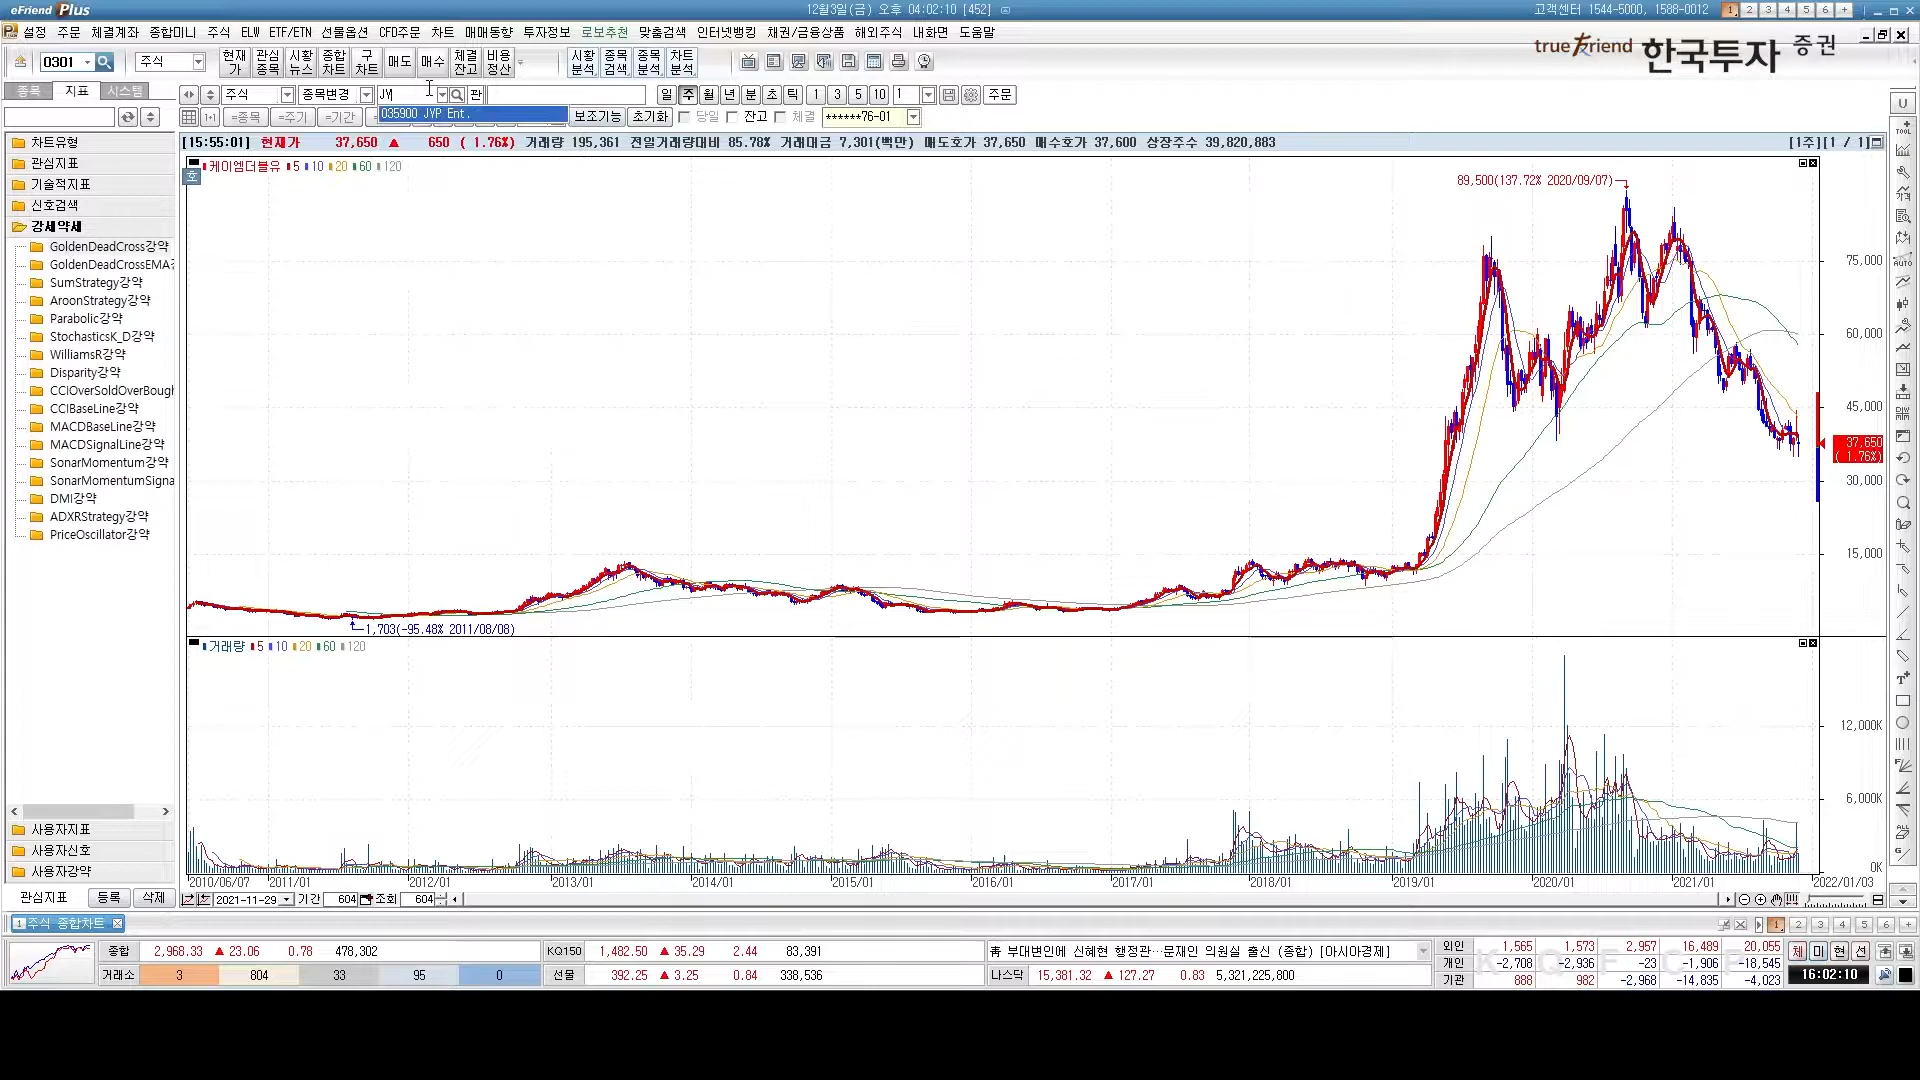 eFriend Plus
12월3일(금) 오후 04:02:10 [452]
고객센터 1544-5000, 1588-0012
1 2 3 4 5 6 +
설정 주문 체결계좌 종합미니 주식 ELW ETF/ETN 선물옵션 CFD주문 차트 매매동향 투자정보 로보추천 맞춤검색 인터넷뱅킹 채권/금융상품 해외주식 내화면 도움말
trueFriend 한국투자 증권
0301 주식 현재가 관심종목 시황뉴스 종합차트 구차트 매도 매수 체결잔고 비용정산 시황분석 종목검색 종목분석 차트분석
종목 지표 시스템
주식 종목변경 JY 관 일 주 월 년 분 초 틱 1 3 5 10 1 주문
035900 JYP Ent.
=종목 =주기 =기간 보조기능 초기화 당일 잔고 체결 ******76-01
[15:55:01] 현재가 37,650 ▲ 650 ( 1.76%) 거래량 195,361 전일거래량대비 85.78% 거래대금 7,301(백만) 매도호가 37,650 매수호가 37,600 상장주수 39,820,883
[1주][1 / 1]
차트유형
관심지표
기술적지표
신호검색
강세약세
GoldenDeadCross강약
GoldenDeadCrossEMA
SumStrategy강약
AroonStrategy강약
Parabolic강약
StochasticsK_D강약
WilliamsR강약
Disparity강약
CCIOverSoldOverBough
CCIBaseLine강약
MACDBaseLine강약
MACDSignalLine강약
SonarMomentum강약
SonarMomentumSigna
DMI강약
ADXRStrategy강약
PriceOscillator강약
사용자지표
사용자신호
사용자강약
관심지표 등록 삭제
호
케이엠더블유 5 10 20 60 120
89,500(137.72% 2020/09/07)
75,000
60,000
45,000
37,650
( 1.76%)
30,000
15,000
1,703(-95.48% 2011/08/08)
거래량 5 10 20 60 120
12,000K
6,000K
0K
2010/06/07 2011/01 2012/01 2013/01 2014/01 2015/01 2016/01 2017/01 2018/01 2019/01 2020/01 2021/01 2022/01/03
2021-11-29 기간 604 조회 604
U
TOOL
AUTO
1 주식 종합차트
1 2 3 4 5 6 +
종합 2,968.33 ▲ 23.06 0.78 478,302
KQ150 1,482.50 ▲ 35.29 2.44 83,391
靑 부대변인에 신혜현 행정관…문재인 의원실 출신 (종합) [아시아경제]
거래소 3 804 33 95 0
선물 392.25 ▲ 3.25 0.84 338,536
나스닥 15,381.32 ▲ 127.27 0.83 5,321,225,800
외인 1,565 1,573 2,957 16,489 20,055
개인 -2,708 -2,936 -23 -1,906 -18,545
기관 888 982 -2,968 -14,835 -4,023
체 미 현 선
16:02:10